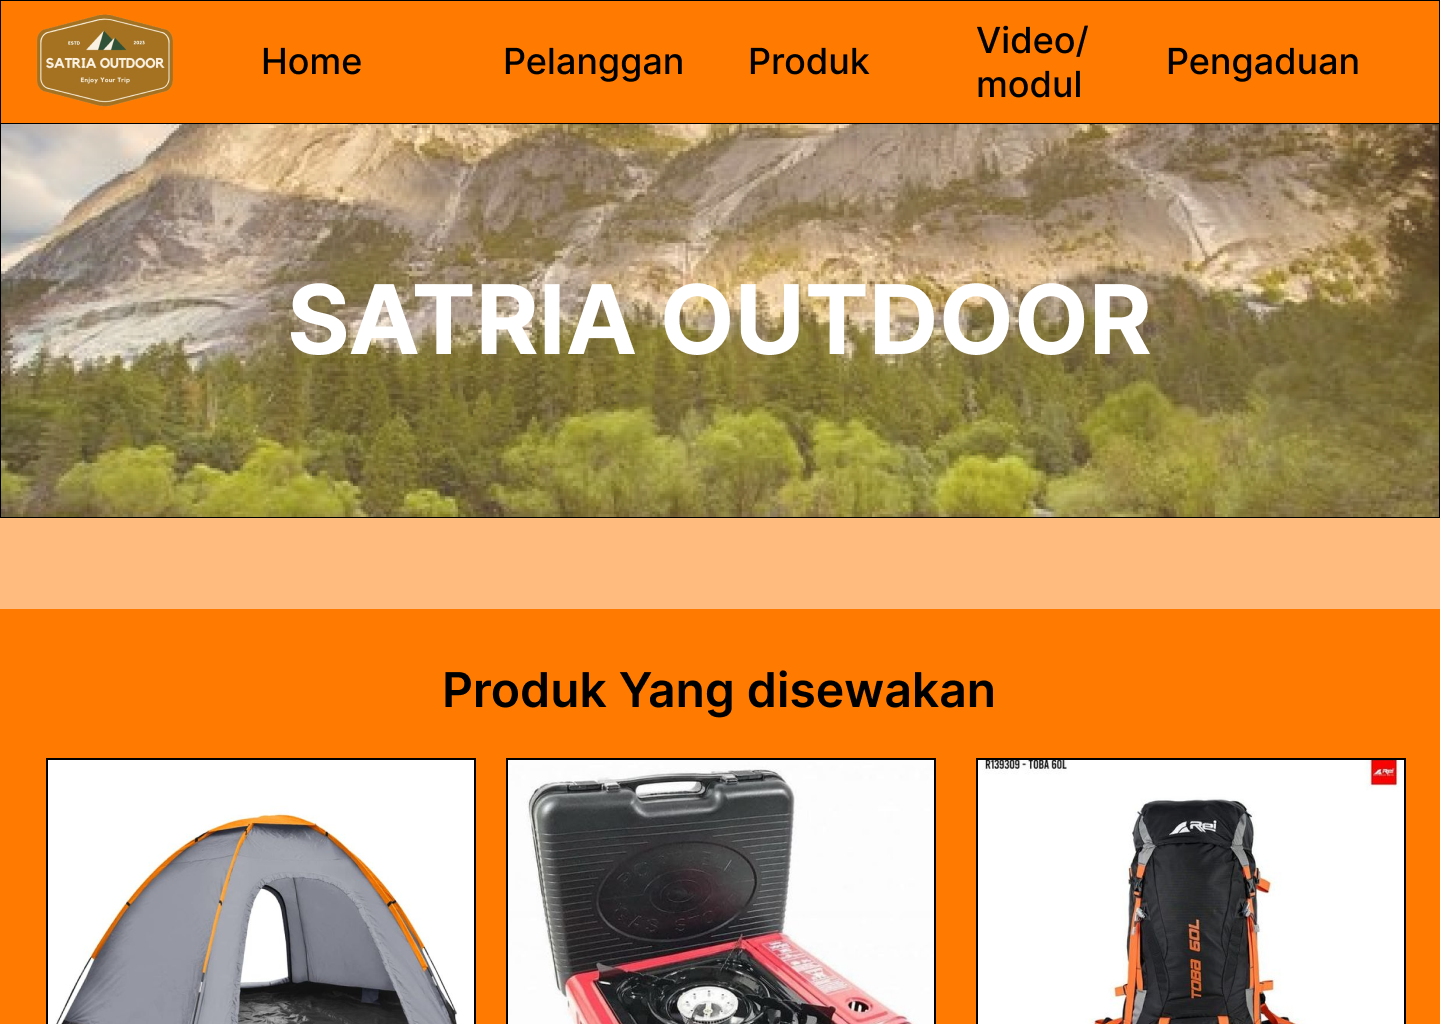 ESTD
2023
SATRIA OUTDOOR
Enjoy Your Trip
Home
Pelanggan
Produk
Video/
modul
Pengaduan
SATRIA OUTDOOR
Produk Yang disewakan
R139309 - TOBA 60L
Rei
Rei
TOBA 60L